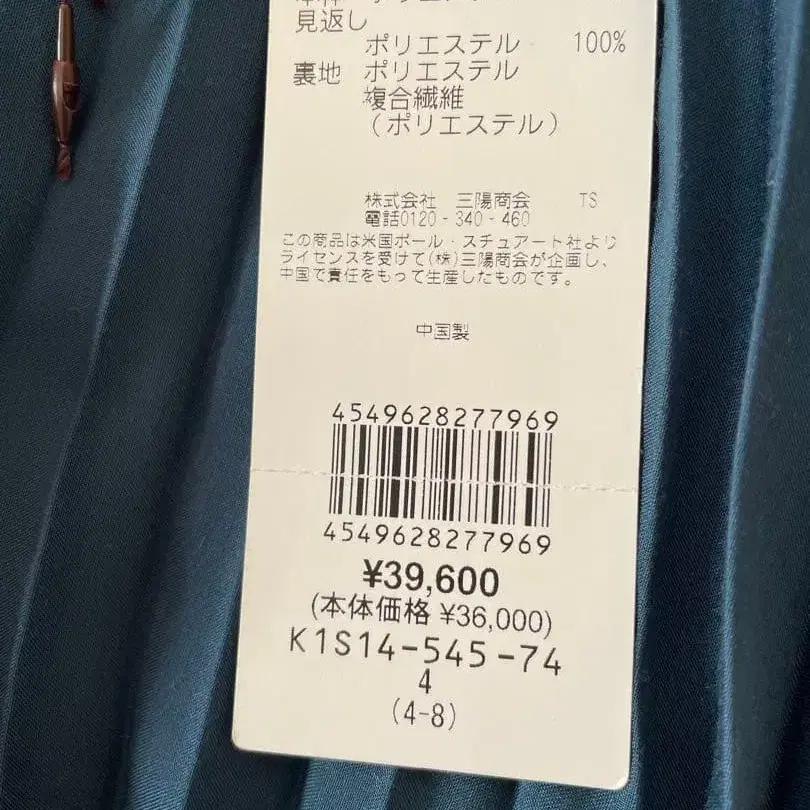 見返し
ポリエステル 100%
裏地 ポリエステル
複合繊維
(ポリエステル)
株式会社 三陽商会 TS
電話0120-340-460
この商品は米国ポール・スチュアート社より
ライセンスを受けて(株)三陽商会が企画し、
中国で責任をもって生産したものです。
中国製
4549628277969
4549628277969
¥39,600
(本体価格 ¥36,000)
K1S14-545-74
4
(4-8)